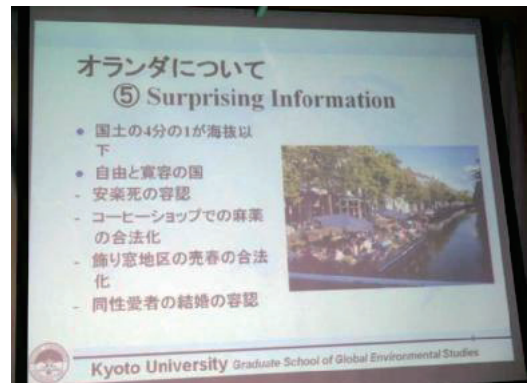 オランダについて
⑤ Surprising Information
• 国土の4分の1が海抜以
下
• 自由と寛容の国
- 安楽死の容認
- コーヒーショップでの麻薬
の合法化
- 飾り窓地区の売春の合法
化
- 同性愛者の結婚の容認
Kyoto University Graduate School of Global Environmental Studies